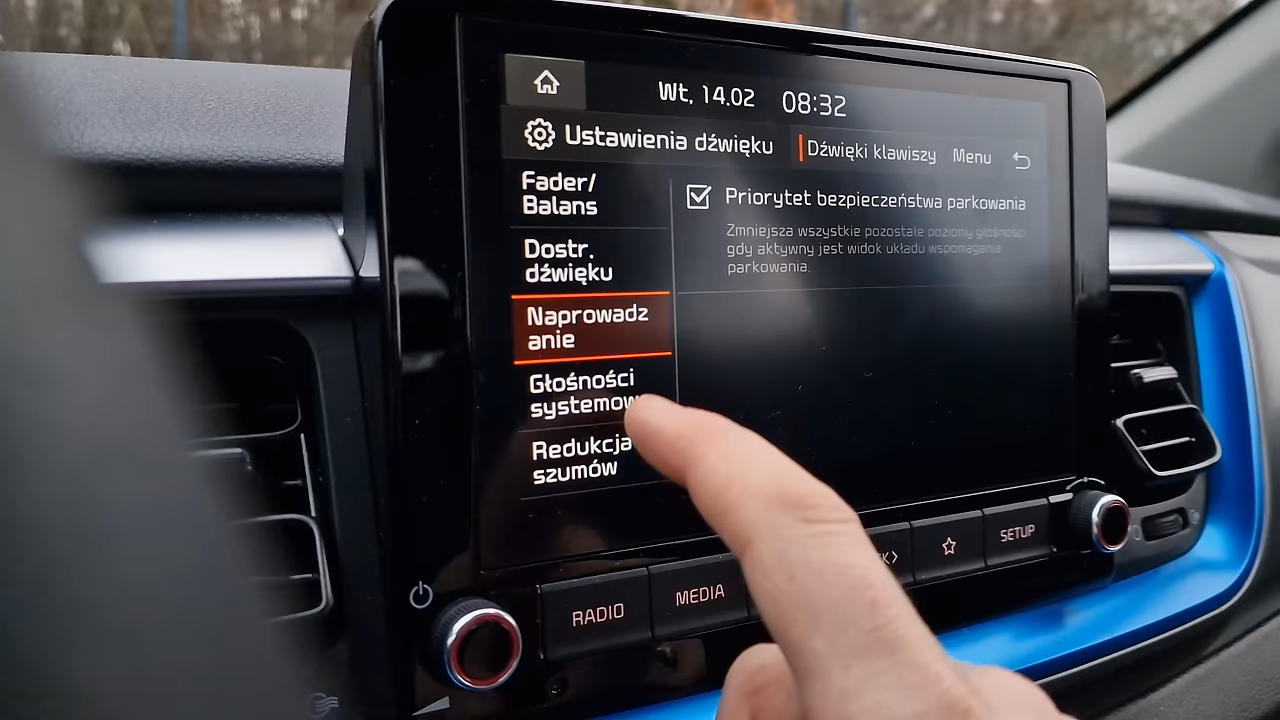 Wt, 14.02 08:32
Ustawienia dźwięku
Dźwięki klawiszy Menu
Fader/
Balans
Dostr.
dźwięku
Naprowadz
anie
Głośności
systemow
Redukcja
szumów
Priorytet bezpieczeństwa parkowania
Zmniejsza wszystkie pozostałe poziomy głośności,
gdy aktywny jest widok układu wspomagania
parkowania.
RADIO MEDIA K> ☆ SETUP